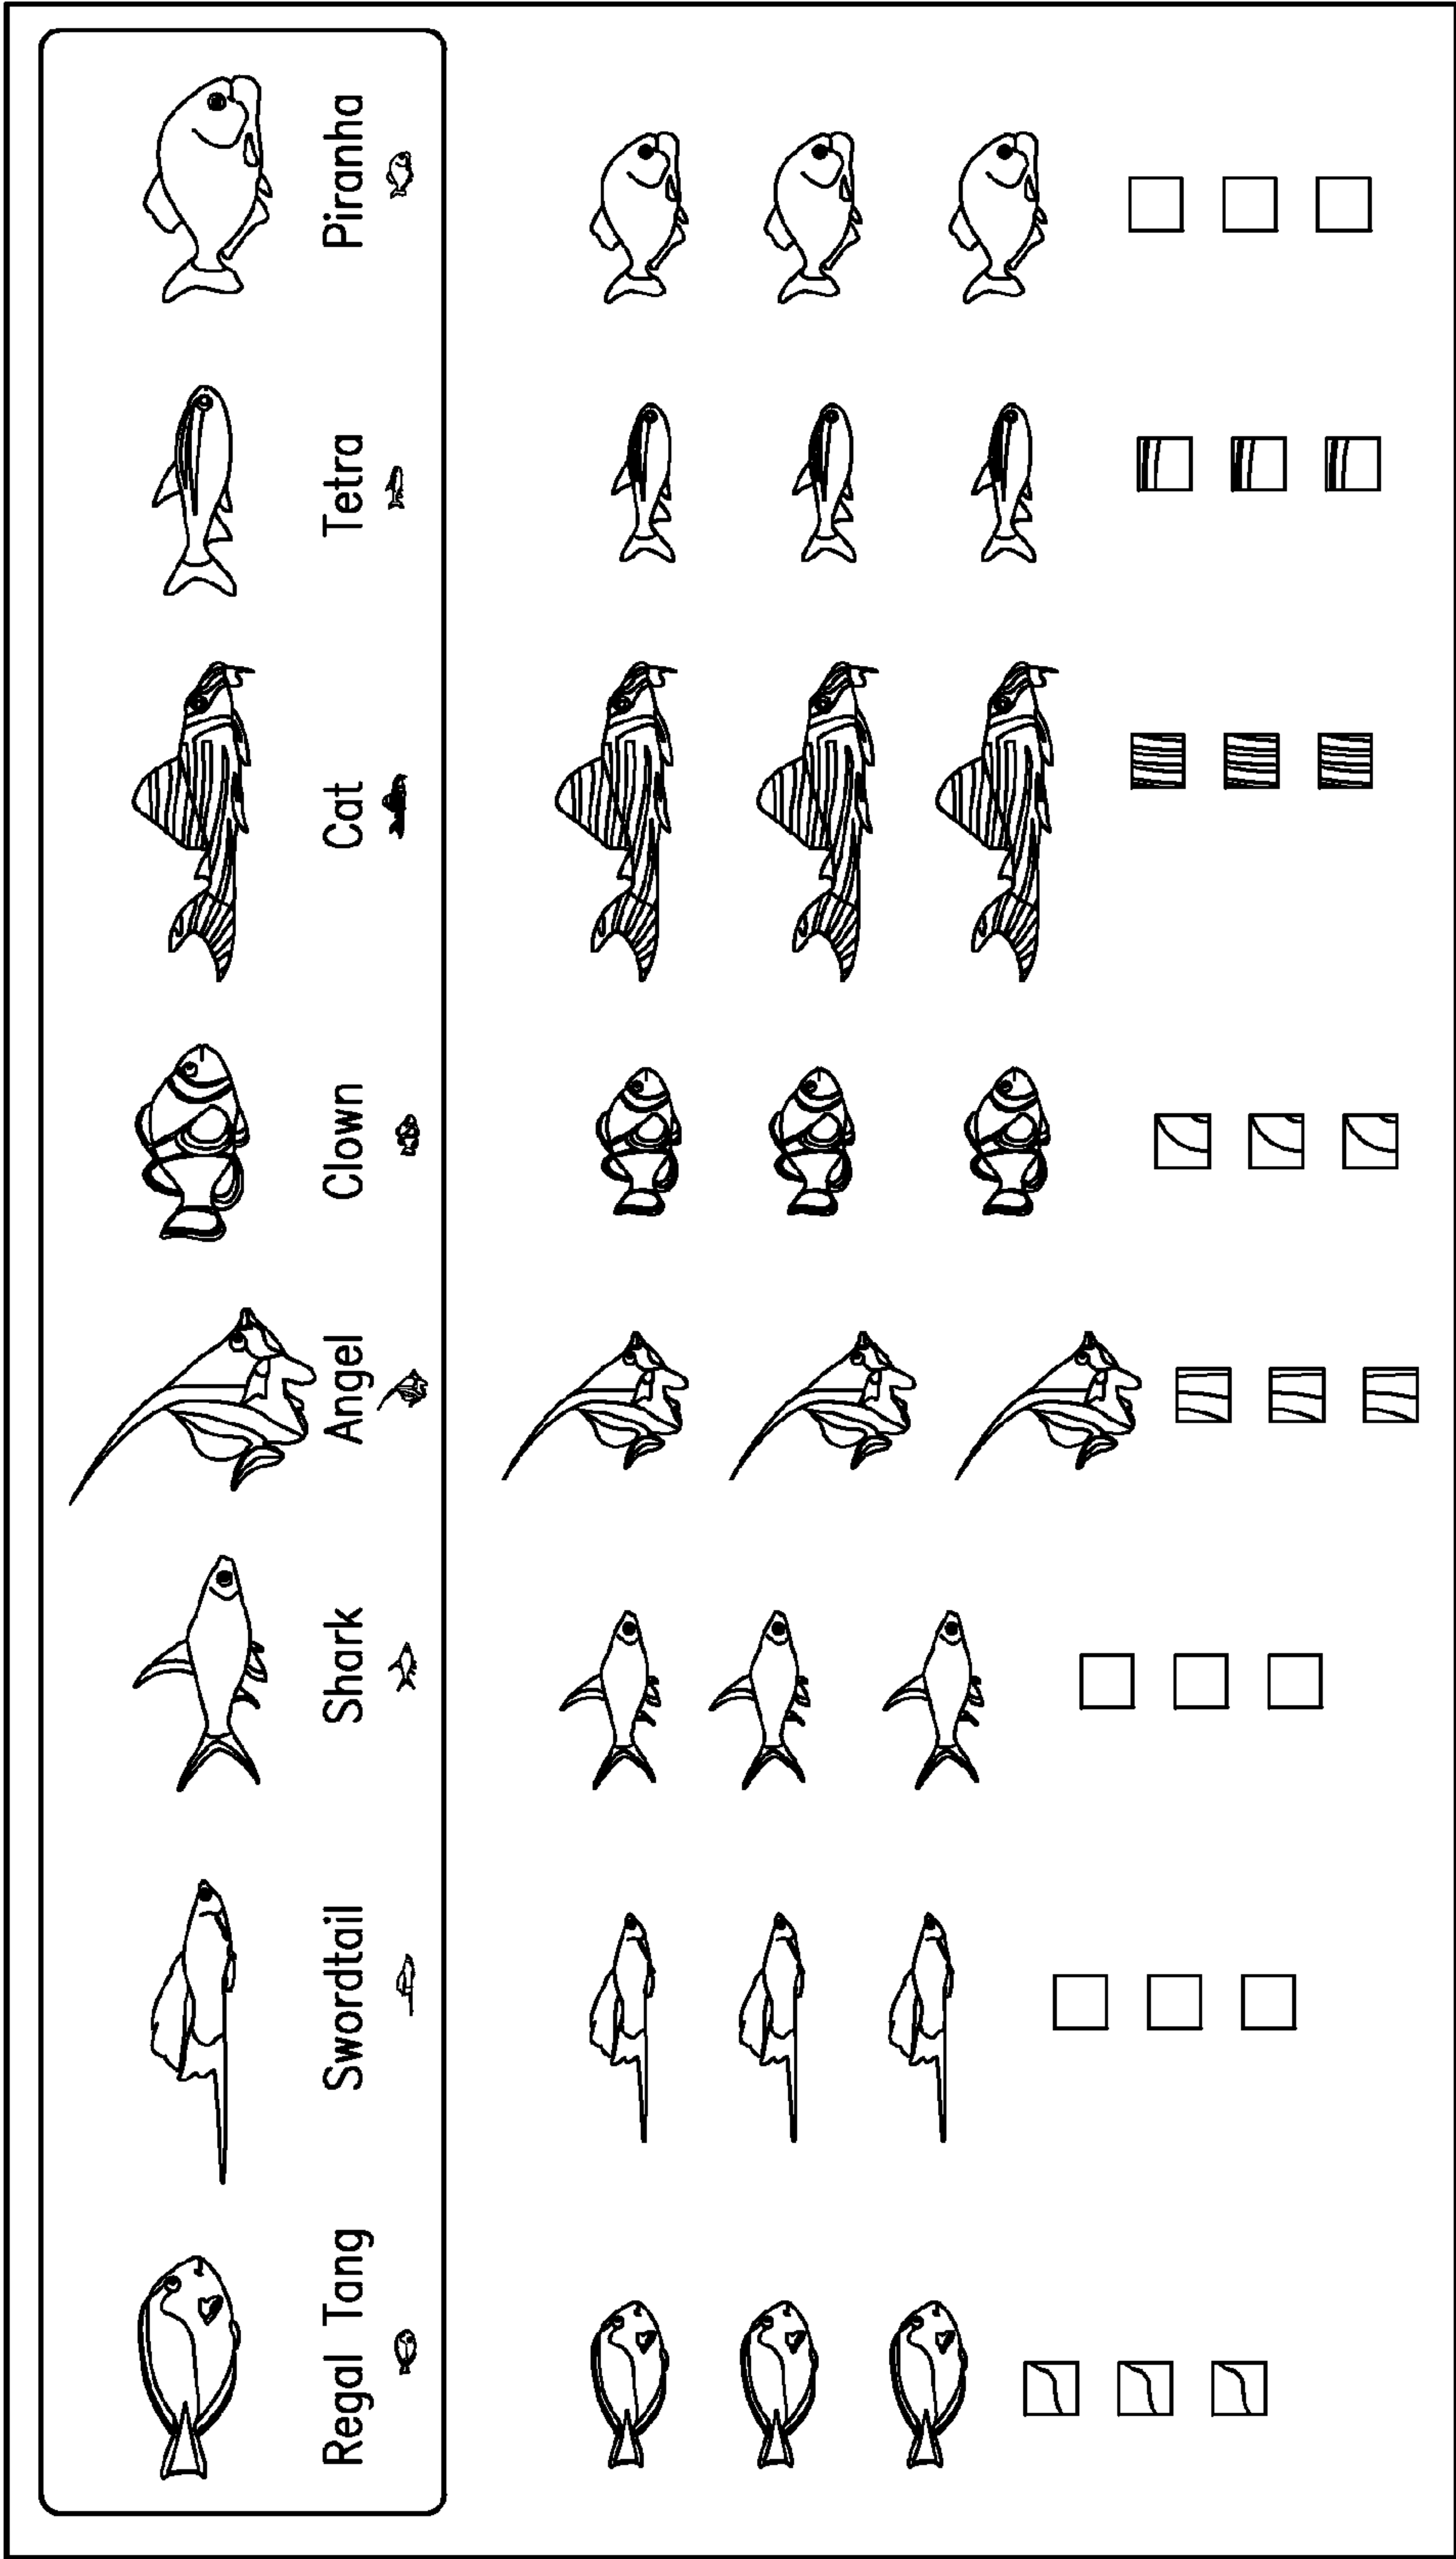 Regal Tang
Swordtail
Shark
Angel
Clown
Cat
Tetra
Piranha